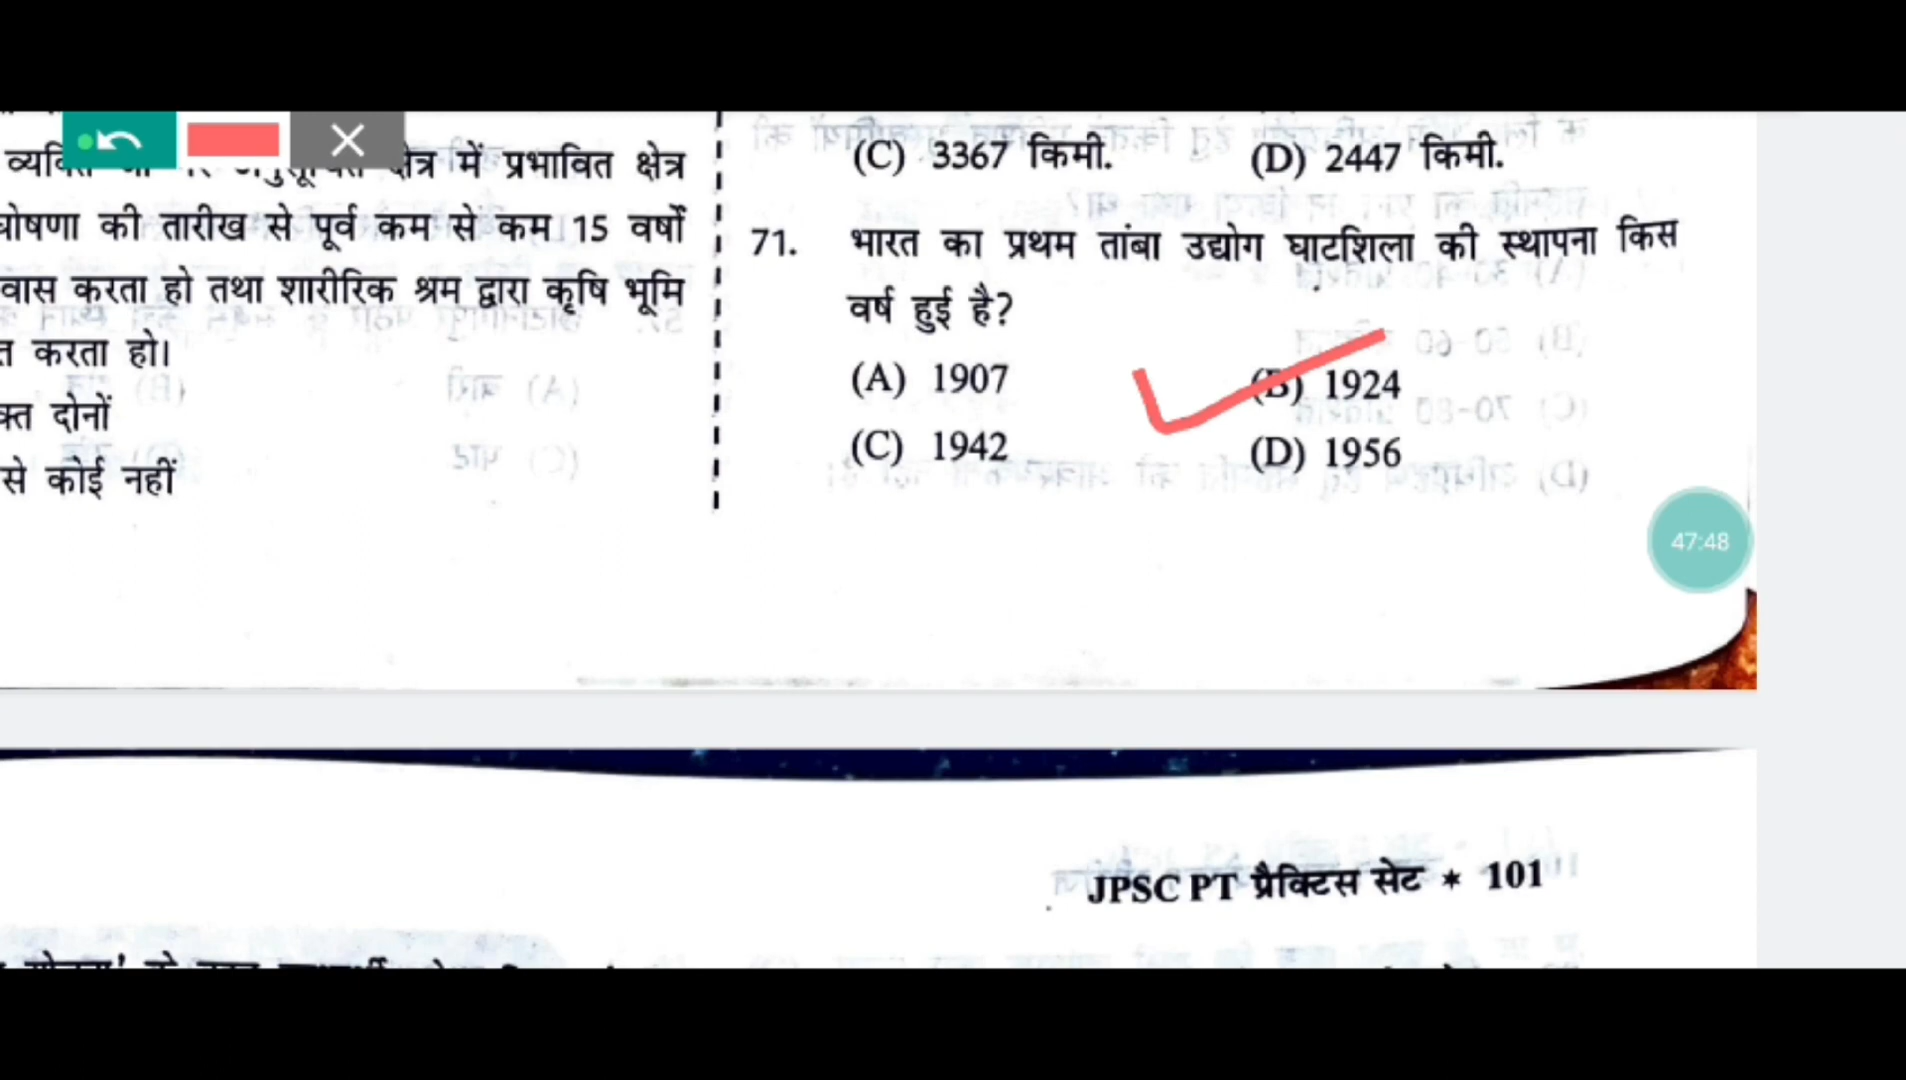 क्षेत्र में प्रभावित क्षेत्र
घोषणा की तारीख से पूर्व कम से कम 15 वर्षों
वास करता हो तथा शारीरिक श्रम द्वारा कृषि भूमि
त करता हो।
क्त दोनों
से कोई नहीं
(C) 3367 किमी. (D) 2447 किमी.
71. भारत का प्रथम तांबा उद्योग घाटशिला की स्थापना किस
वर्ष हुई है?
(A) 1907 (B) 1924
(C) 1942 (D) 1956
47:48
JPSC PT प्रैक्टिस सेट * 101